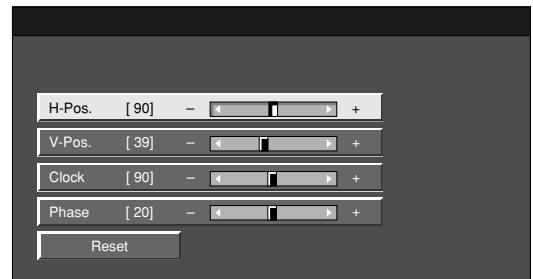 H-Pos. [ 90] – +
V-Pos. [ 39] – +
Clock [ 90] – +
Phase [ 20] – +
Reset